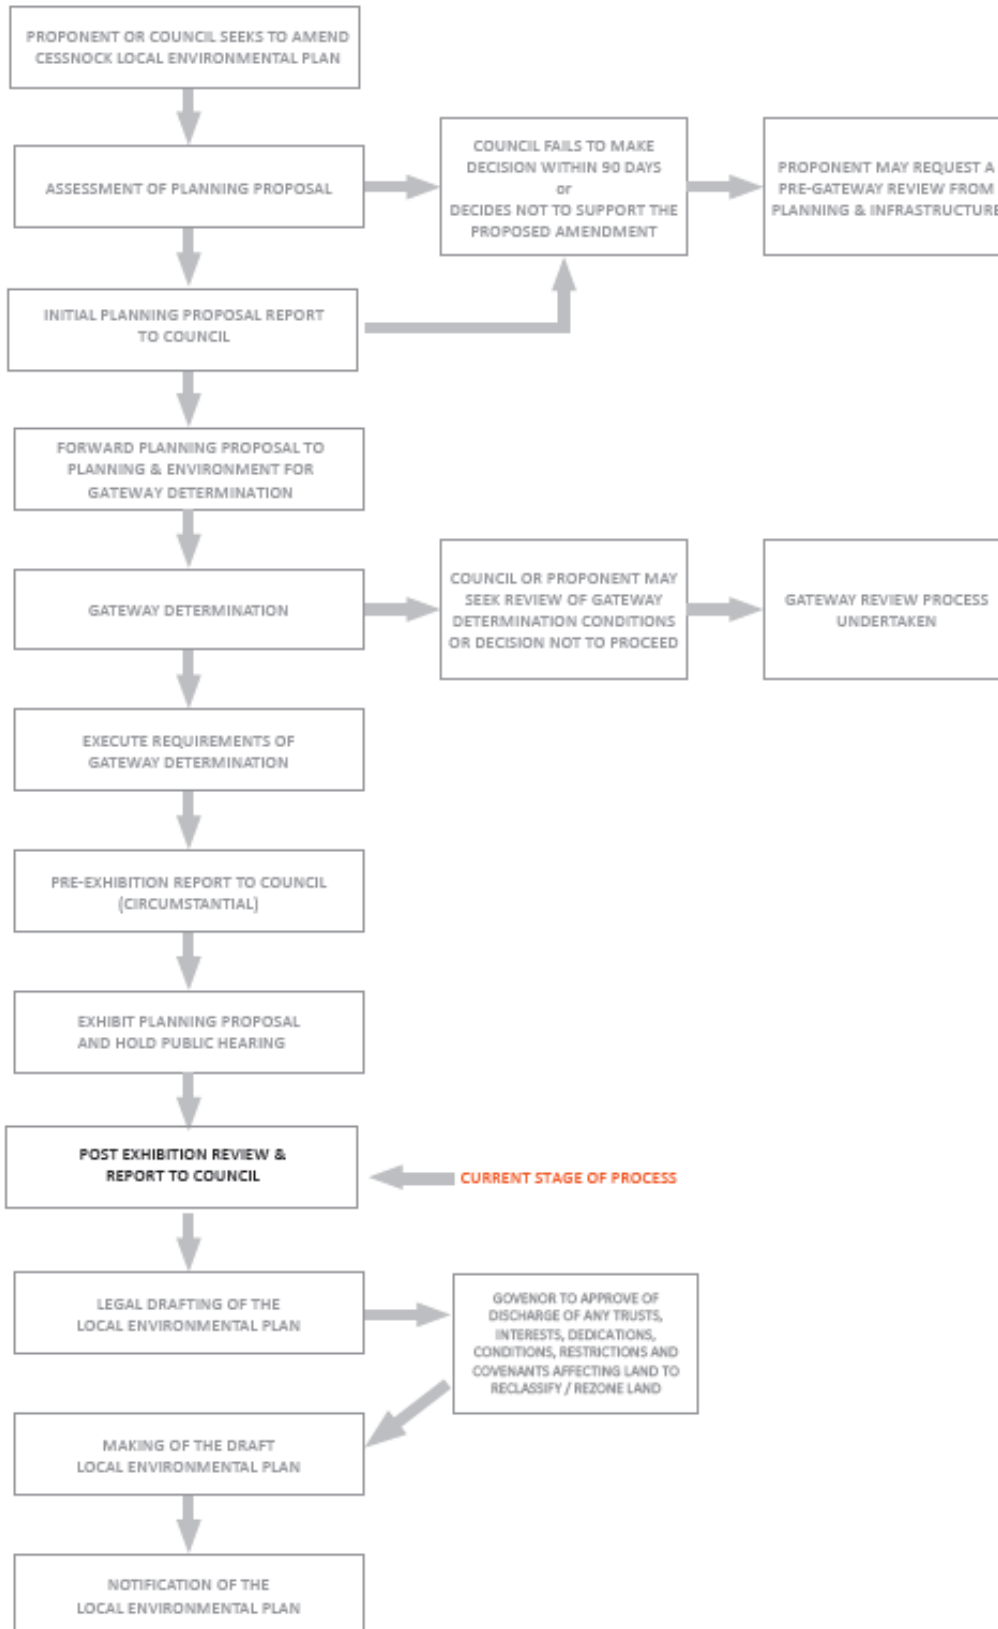 PROPONENT OR COUNCIL SEEKS TO AMEND
CESSNOCK LOCAL ENVIRONMENTAL PLAN
ASSESSMENT OF PLANNING PROPOSAL
COUNCIL FAILS TO MAKE
DECISION WITHIN 90 DAYS
or
DECIDES NOT TO SUPPORT THE
PROPOSED AMENDMENT
PROPONENT MAY REQUEST A
PRE-GATEWAY REVIEW FROM
PLANNING & INFRASTRUCTURE
INITIAL PLANNING PROPOSAL REPORT
TO COUNCIL
FORWARD PLANNING PROPOSAL TO
PLANNING & ENVIRONMENT FOR
GATEWAY DETERMINATION
GATEWAY DETERMINATION
COUNCIL OR PROPONENT MAY
SEEK REVIEW OF GATEWAY
DETERMINATION CONDITIONS
OR DECISION NOT TO PROCEED
GATEWAY REVIEW PROCESS
UNDERTAKEN
EXECUTE REQUIREMENTS OF
GATEWAY DETERMINATION
PRE-EXHIBITION REPORT TO COUNCIL
(CIRCUMSTANTIAL)
EXHIBIT PLANNING PROPOSAL
AND HOLD PUBLIC HEARING
POST EXHIBITION REVIEW &
REPORT TO COUNCIL
CURRENT STAGE OF PROCESS
LEGAL DRAFTING OF THE
LOCAL ENVIRONMENTAL PLAN
GOVENOR TO APPROVE OF
DISCHARGE OF ANY TRUSTS,
INTERESTS, DEDICATIONS,
CONDITIONS, RESTRICTIONS AND
COVENANTS AFFECTING LAND TO
RECLASSIFY / REZONE LAND
MAKING OF THE DRAFT
LOCAL ENVIRONMENTAL PLAN
NOTIFICATION OF THE
LOCAL ENVIRONMENTAL PLAN